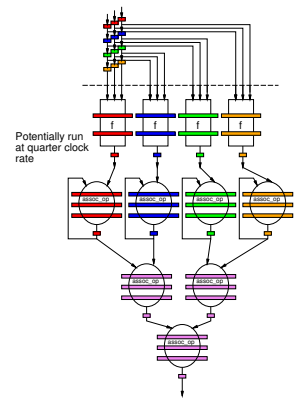 f f f f
Potentially run
at quarter clock
rate
assoc_op assoc_op assoc_op assoc_op
assoc_op assoc_op
assoc_op